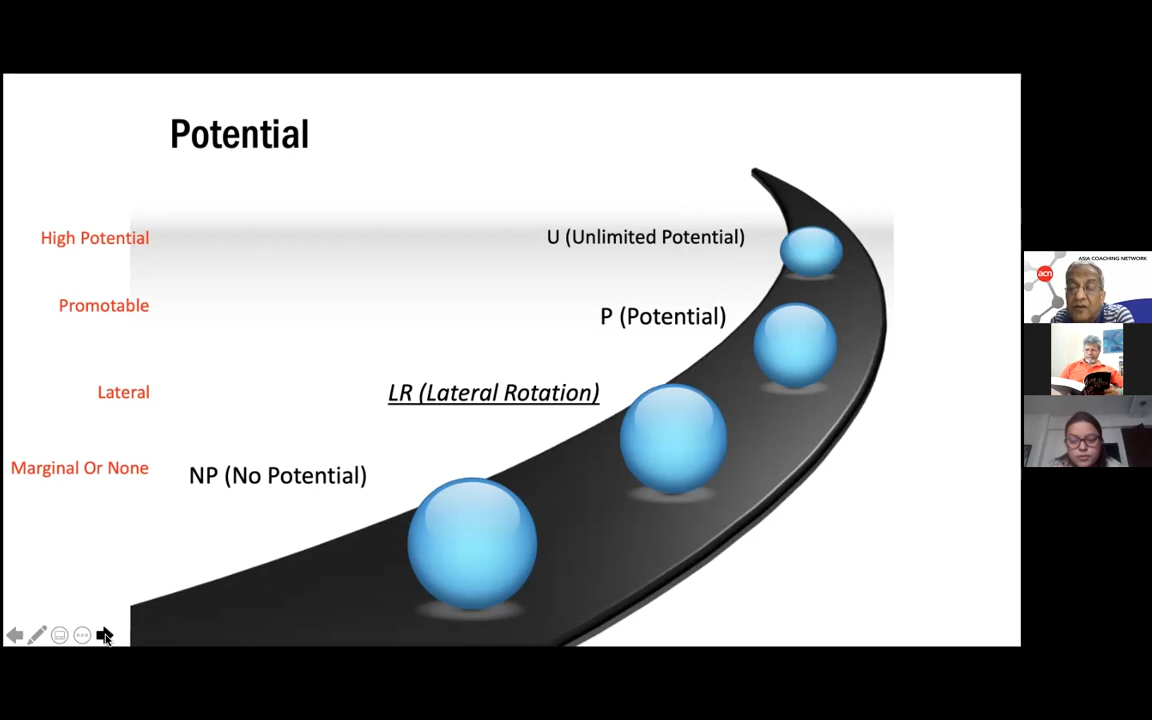 Potential
High Potential
U (Unlimited Potential)
Promotable
P (Potential)
Lateral
LR (Lateral Rotation)
Marginal Or None
NP (No Potential)
ASIA COACHING NETWORK
acn